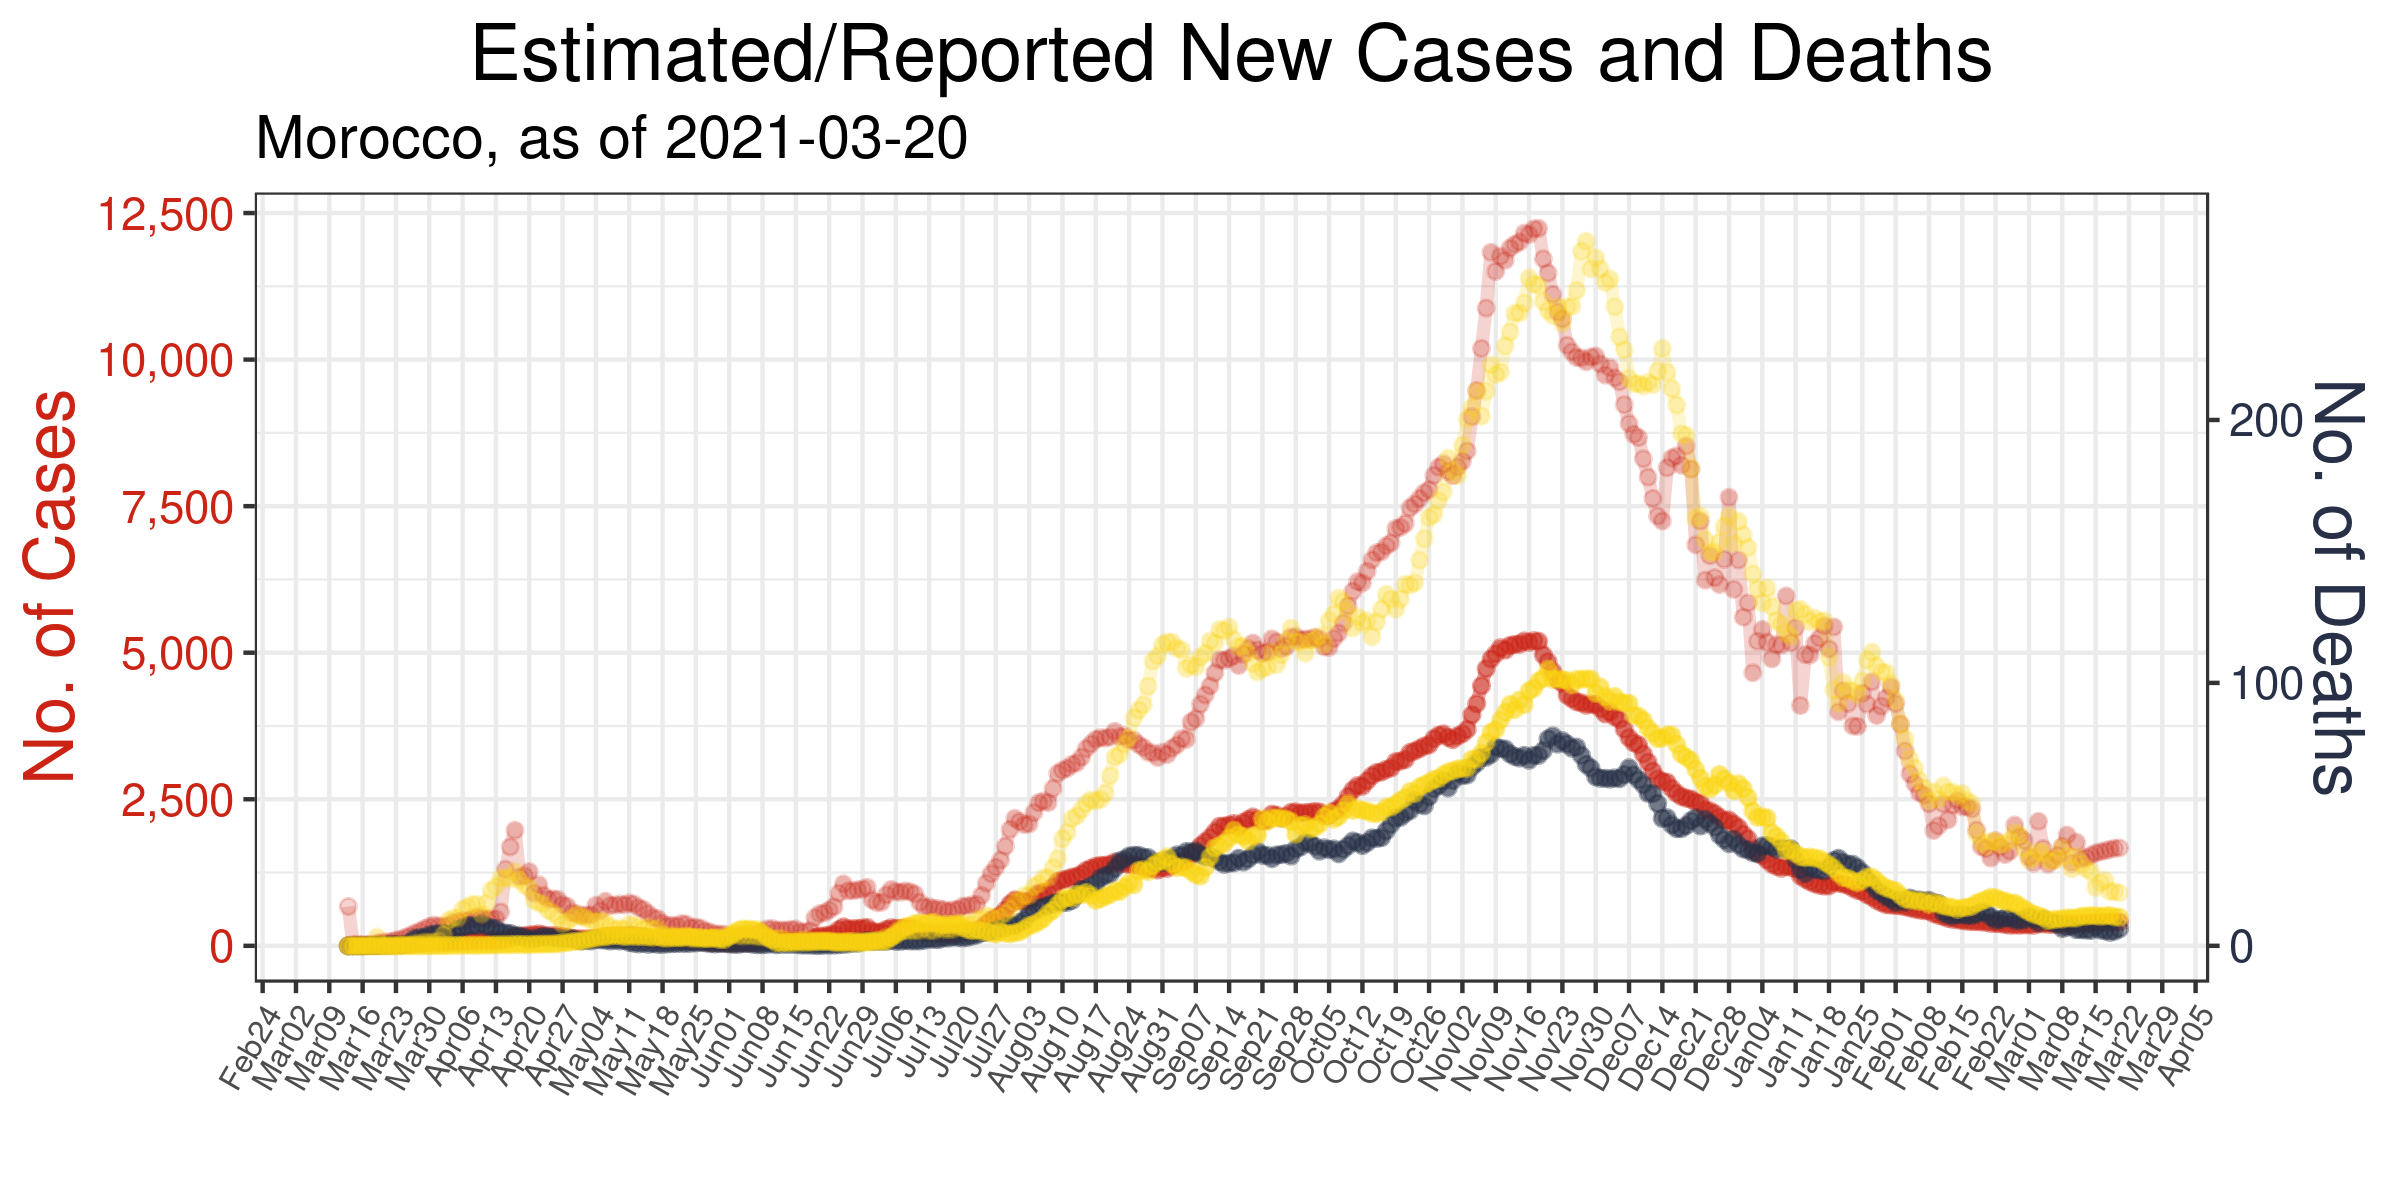 Estimated/Reported New Cases and Deaths
Morocco, as of 2021-03-20
No. of Cases
12,500
10,000
7,500
5,000
2,500
0
No. of Deaths
200
100
0
Feb24
Mar02
Mar09
Mar16
Mar23
Mar30
Apr06
Apr13
Apr20
Apr27
May04
May11
May18
May25
Jun01
Jun08
Jun15
Jun22
Jun29
Jul06
Jul13
Jul20
Jul27
Aug03
Aug10
Aug17
Aug24
Aug31
Sep07
Sep14
Sep21
Sep28
Oct05
Oct12
Oct19
Oct26
Nov02
Nov09
Nov16
Nov23
Nov30
Dec07
Dec14
Dec21
Dec28
Jan04
Jan11
Jan18
Jan25
Feb01
Feb08
Feb15
Feb22
Mar01
Mar08
Mar15
Mar22
Mar29
Apr05